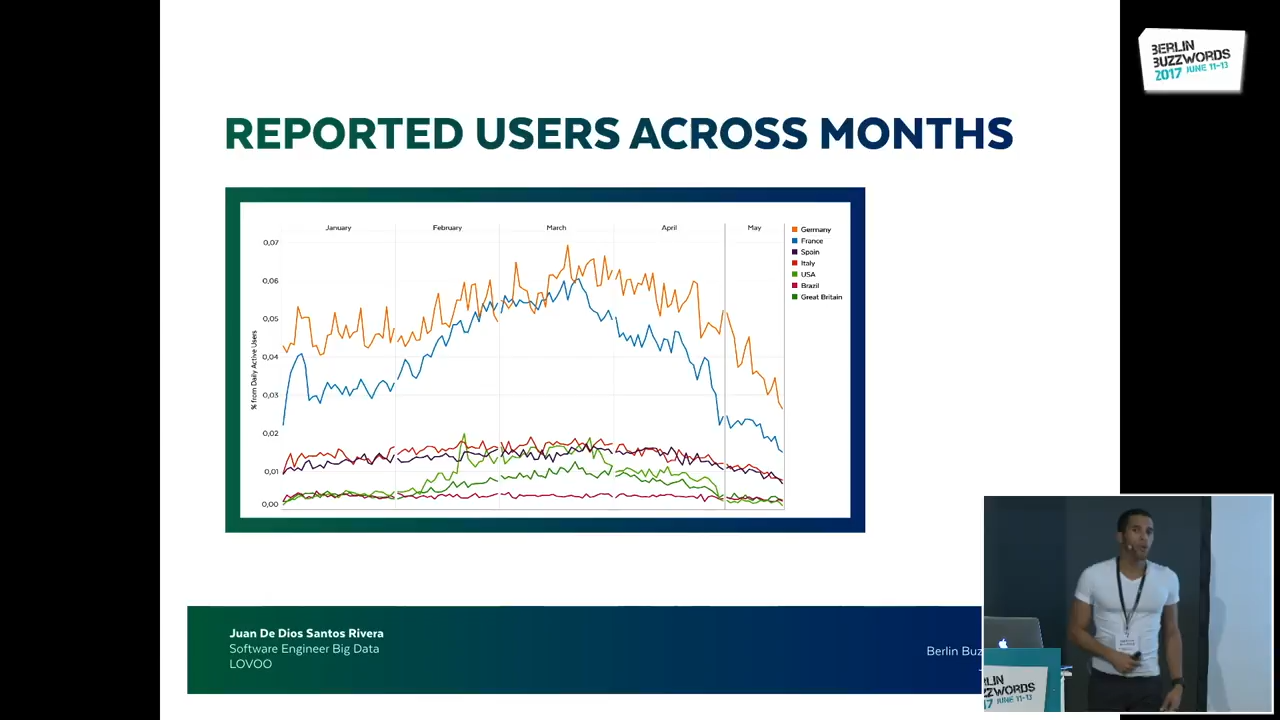 BERLIN
BUZZWORDS
2017 JUNE 11-13
REPORTED USERS ACROSS MONTHS
January February March April May
Germany
France
Spain
Italy
USA
Brazil
Great Britain
% from Daily Active Users
0,07
0,06
0,05
0,04
0,03
0,02
0,01
0,00
Juan De Dios Santos Rivera
Software Engineer Big Data
LOVOO
Berlin Buz
RLIN
ZZWORDS
17 JUNE 11-13